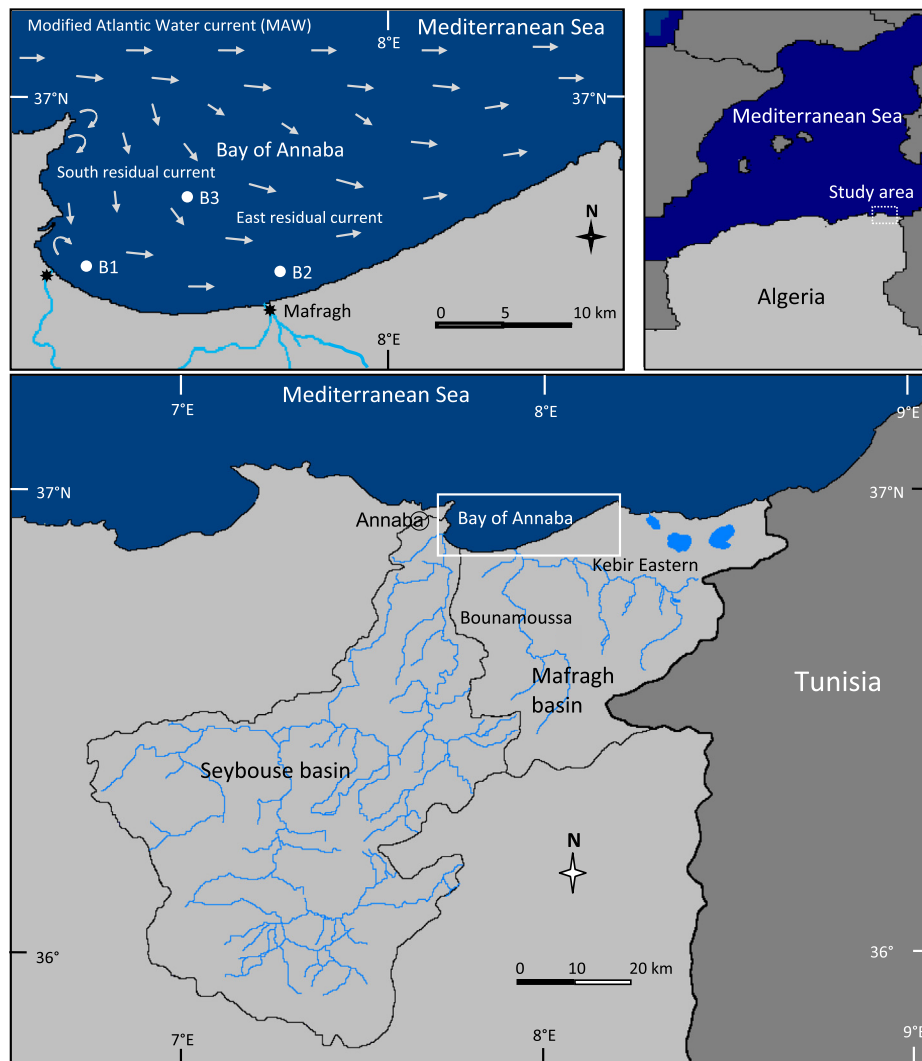 Modified Atlantic Water current (MAW)
8°E
Mediterranean Sea
37°N
37°N
Bay of Annaba
South residual current
B3
East residual current
N
B1
B2
Mafragh
0
5
10 km
8°E
Mediterranean Sea
Study area
Algeria
7°E
Mediterranean Sea
8°E
9°E
37°N
37°N
Annaba
Bay of Annaba
Kebir Eastern
Bounamoussa
Mafragh
basin
Tunisia
Seybouse basin
N
36°
0
10
20 km
36°
7°E
8°E
9°E